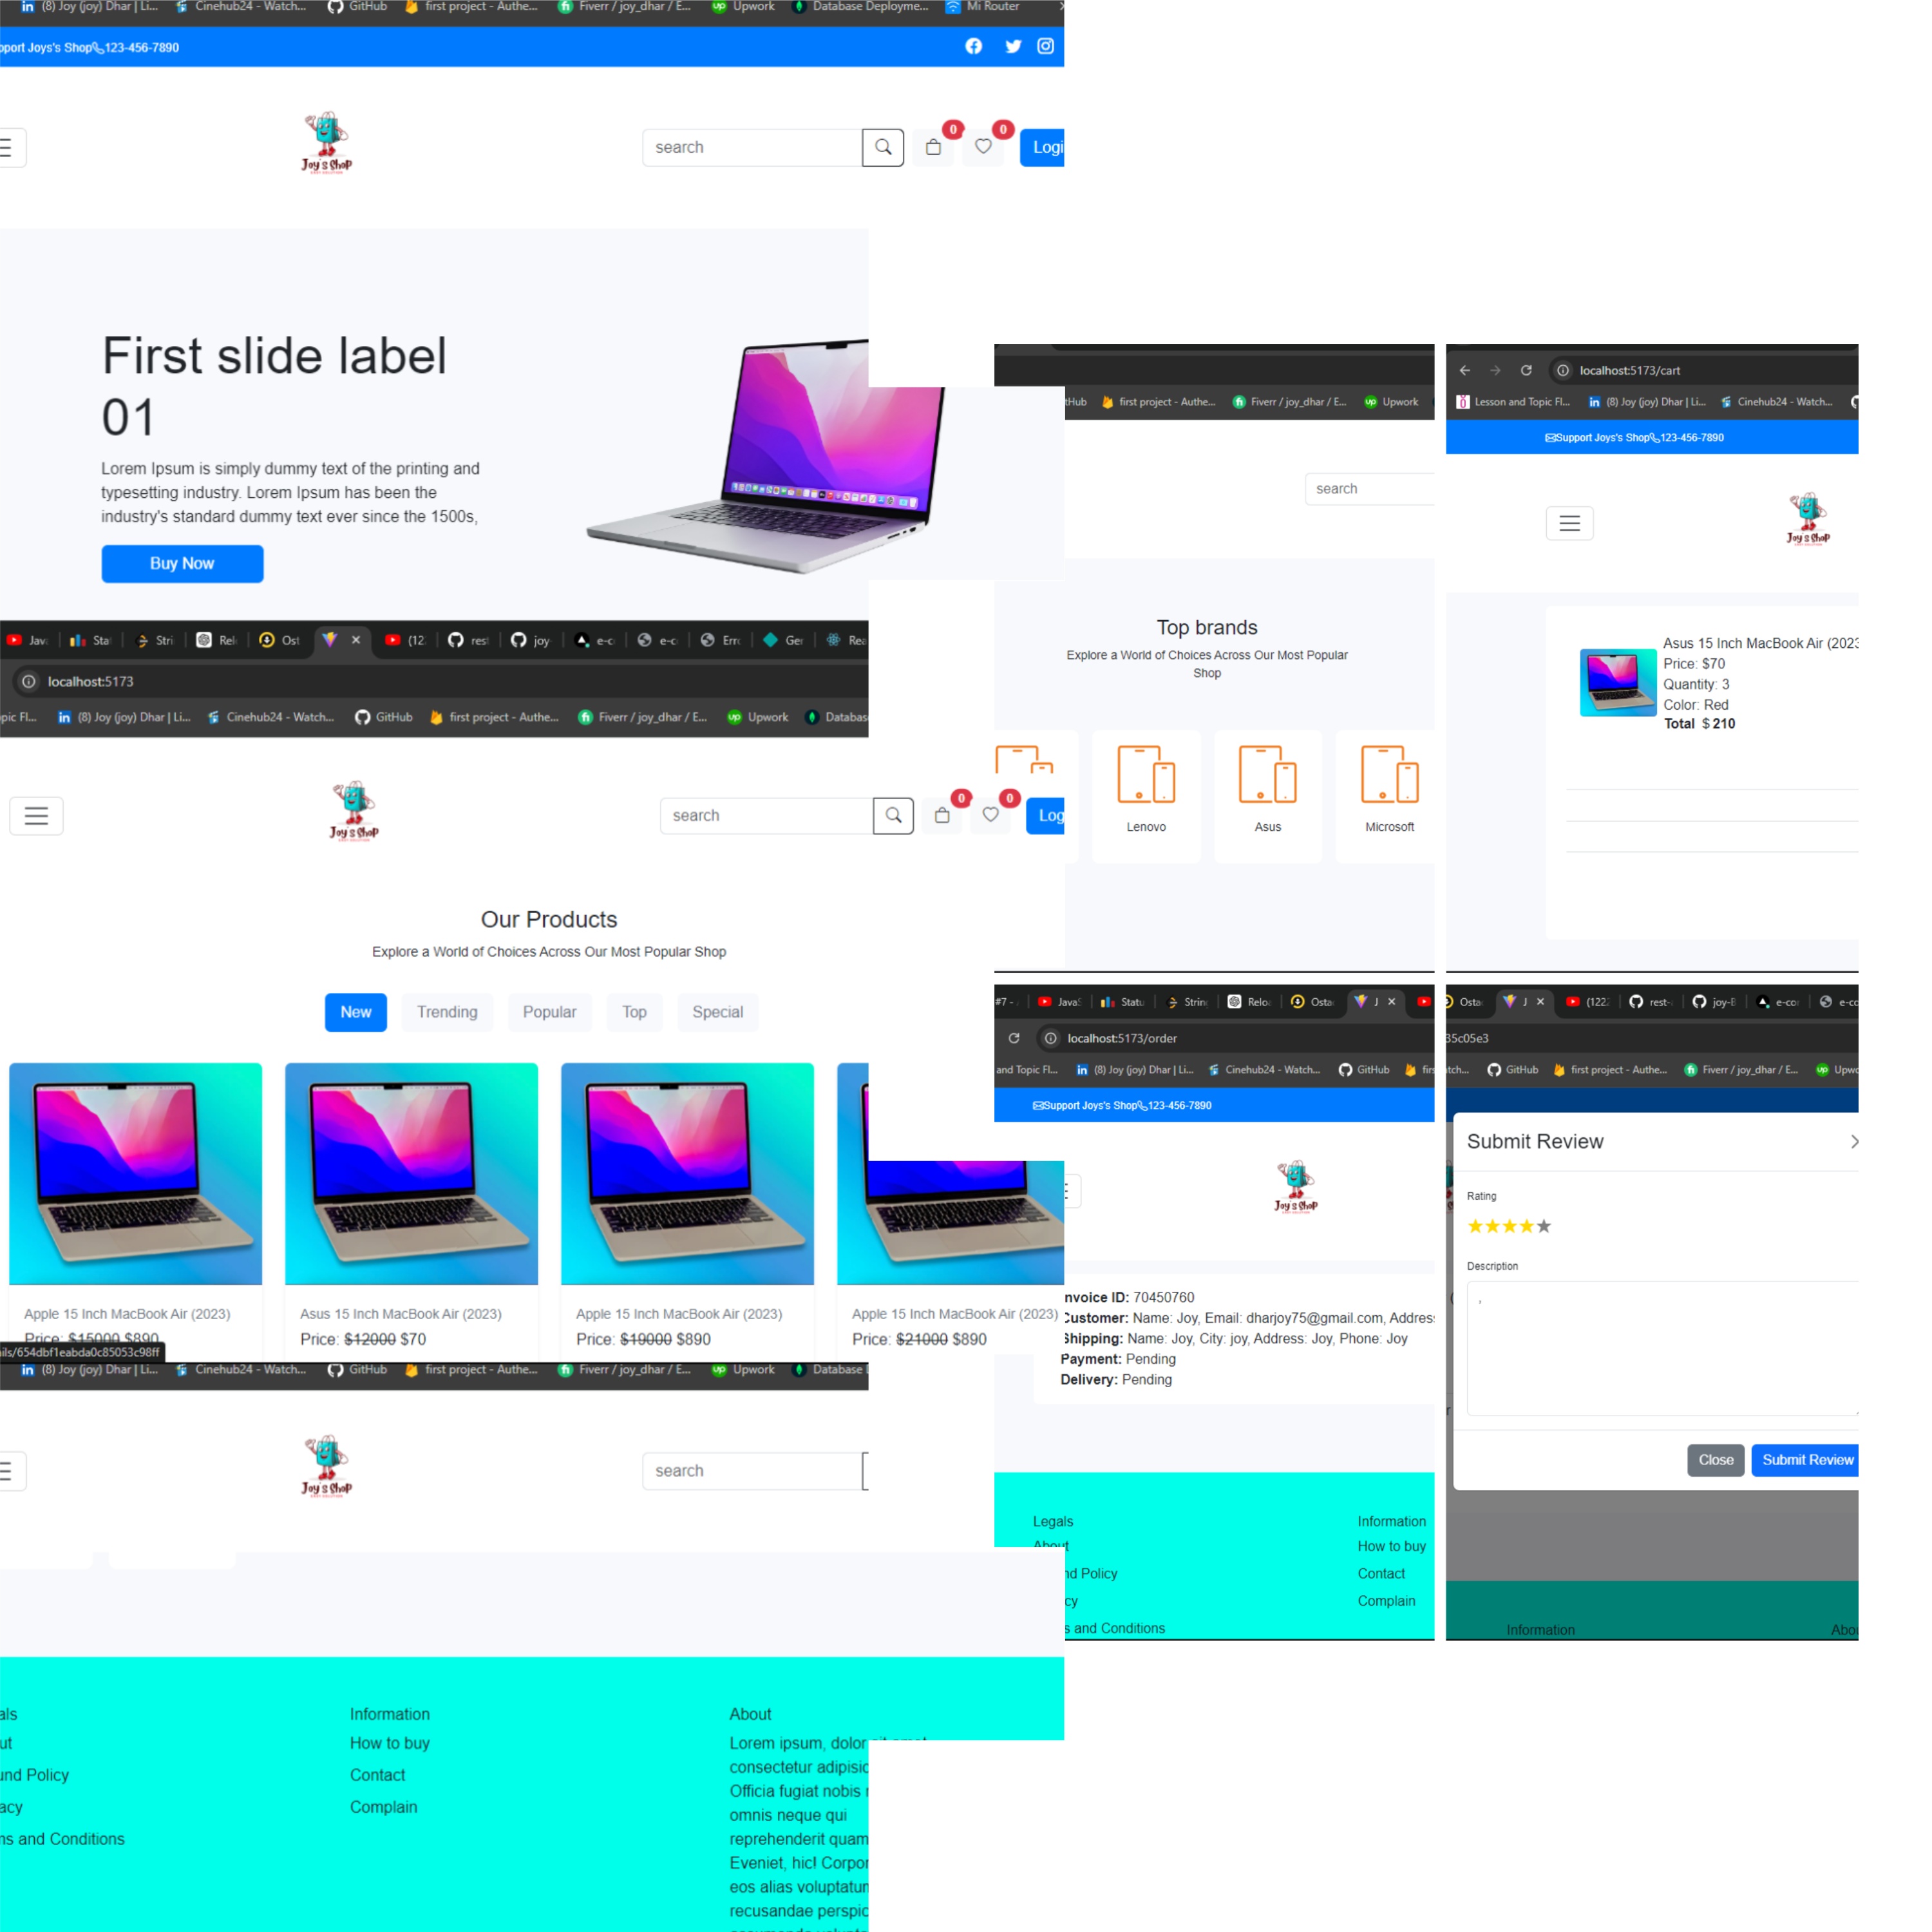 (8) Joy (joy) Dhar | Li...
Cinehub24 - Watch...
GitHub
first project - Authe...
Fiverr / joy_dhar / E...
Upwork
Database Deployme...
Mi Router
pport Joys's Shop 123-456-7890
Joy's Shop
search
0
0
Logi
First slide label
01
Lorem Ipsum is simply dummy text of the printing and
typesetting industry. Lorem Ipsum has been the
industry's standard dummy text ever since the 1500s,
Buy Now
Jav
Sta
Stri
Rel
Ost
(12
res
joy
e-c
e-c
Err
Ger
Rea
localhost:5173
pic Fl...
(8) Joy (joy) Dhar | Li...
Cinehub24 - Watch...
GitHub
first project - Authe...
Fiverr / joy_dhar / E...
Upwork
Databas
Joy's Shop
search
0
0
Log
Our Products
Explore a World of Choices Across Our Most Popular Shop
New
Trending
Popular
Top
Special
Apple 15 Inch MacBook Air (2023)
Price: $15000 $890
Asus 15 Inch MacBook Air (2023)
Price: $12000 $70
Apple 15 Inch MacBook Air (2023)
Price: $19000 $890
Apple 15 Inch MacBook Air (2023)
Price: $21000 $890
ils/654dbf1eabda0c85053c98ff
(8) Joy (joy) Dhar | Li...
Cinehub24 - Watch...
GitHub
first project - Authe...
Fiverr / joy_dhar / E...
Upwork
Database
Joy's Shop
search
als
ut
und Policy
acy
ns and Conditions
Information
How to buy
Contact
Complain
About
Lorem ipsum, dolor sit amet
consectetur adipisic
Officia fugiat nobis
omnis neque qui
reprehenderit quam
Eveniet, hic! Corpor
eos alias voluptatur
recusandae perspic
tHub
first project - Authe...
Fiverr / joy_dhar / E...
Upwork
search
Top brands
Explore a World of Choices Across Our Most Popular
Shop
Lenovo
Asus
Microsoft
localhost:5173/cart
Lesson and Topic Fl...
(8) Joy (joy) Dhar | Li...
Cinehub24 - Watch...
Support Joys's Shop 123-456-7890
Joy's Shop
Asus 15 Inch MacBook Air (2023
Price: $70
Quantity: 3
Color: Red
Total $ 210
#7 -
JavaS
Statu
String
Relo
Osta
J
localhost:5173/order
and Topic Fl...
(8) Joy (joy) Dhar | Li...
Cinehub24 - Watch...
GitHub
firs
Support Joys's Shop 123-456-7890
Joy's Shop
nvoice ID: 70450760
Customer: Name: Joy, Email: dharjoy75@gmail.com, Address
Shipping: Name: Joy, City: joy, Address: Joy, Phone: Joy
Payment: Pending
Delivery: Pending
Legals
About
nd Policy
cy
s and Conditions
Information
How to buy
Contact
Complain
Osta
J
(122
rest-
joy-B
e-co
e-co
35c05e3
atch...
GitHub
first project - Authe...
Fiverr / joy_dhar / E...
Upwo
Submit Review
Rating
Description
,
Close
Submit Review
Information
Abou